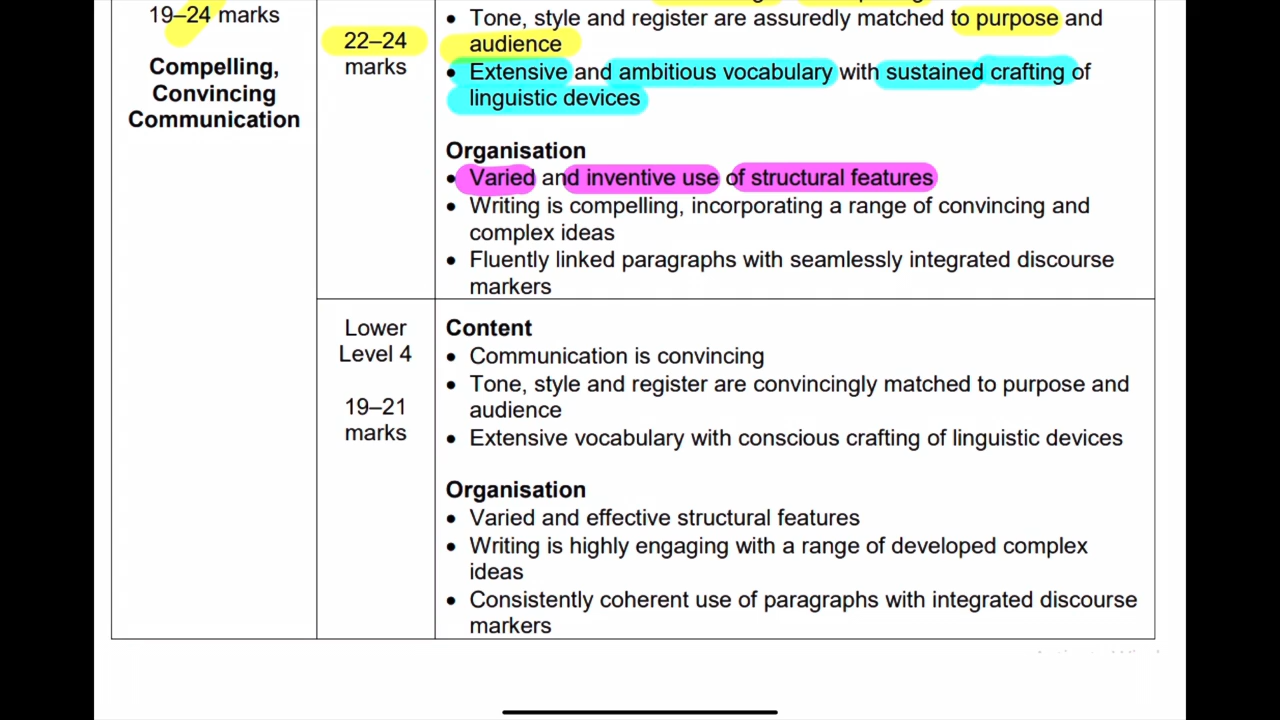 19–24 marks
Compelling,
Convincing
Communication
22–24
marks
• Tone, style and register are assuredly matched to purpose and
audience
• Extensive and ambitious vocabulary with sustained crafting of
linguistic devices
Organisation
• Varied and inventive use of structural features
• Writing is compelling, incorporating a range of convincing and
complex ideas
• Fluently linked paragraphs with seamlessly integrated discourse
markers
Lower
Level 4
19–21
marks
Content
• Communication is convincing
• Tone, style and register are convincingly matched to purpose and
audience
• Extensive vocabulary with conscious crafting of linguistic devices
Organisation
• Varied and effective structural features
• Writing is highly engaging with a range of developed complex
ideas
• Consistently coherent use of paragraphs with integrated discourse
markers